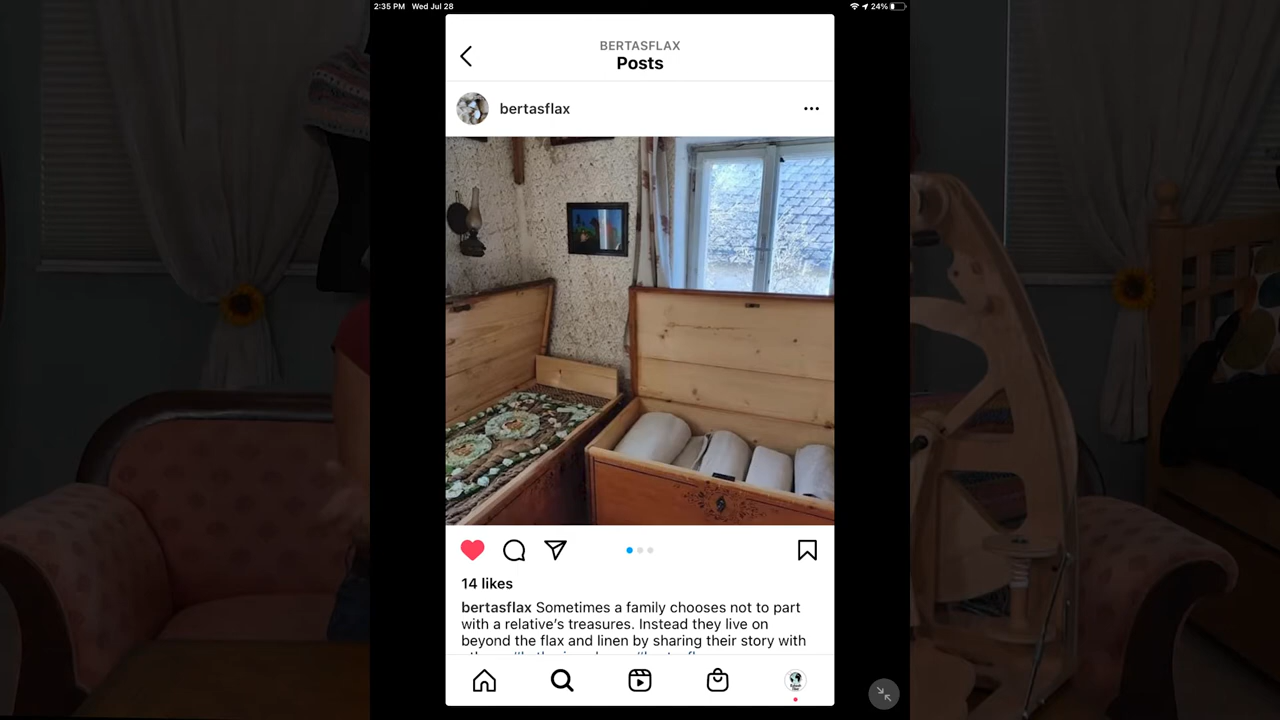 2:35 PM Wed Jul 28
24%
BERTASFLAX
Posts
bertasflax
14 likes
bertasflax Sometimes a family chooses not to part
with a relative's treasures. Instead they live on
beyond the flax and linen by sharing their story with